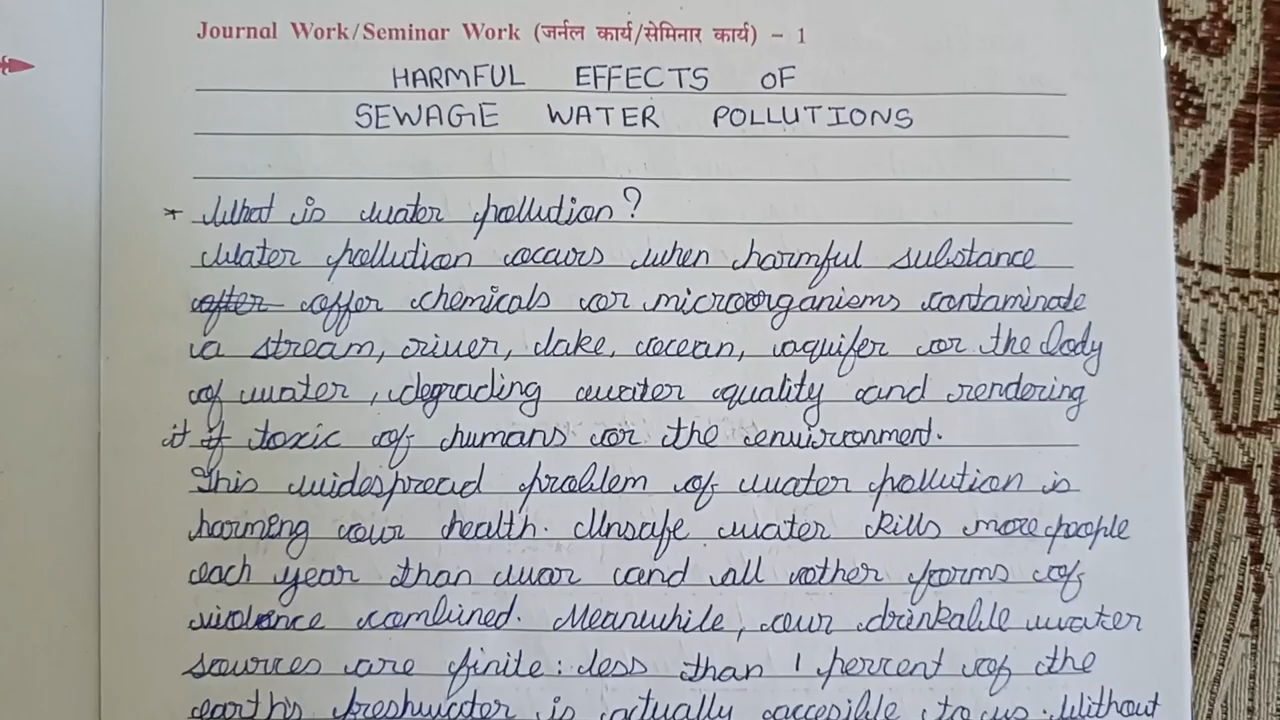 Journal Work/Seminar Work (जर्नल कार्य/सेमिनार कार्य) - 1
HARMFUL EFFECTS OF
SEWAGE WATER POLLUTIONS
* What is water pollution?
Water pollution occurs when harmful substance
after offer chemicals or microorganisms contaminate
a stream, river, lake, ocean, aquifer or the body
of water, degrading water quality and rendering
it if toxic of humans or the environment.
This widespread problem of water pollution is
harming our health. Unsafe water kills more people
each year than war and all other forms of
violence combined. Meanwhile, our drinkable water
sources are finite: less than 1 percent of the
earth's freshwater is actually accesible to us. Without